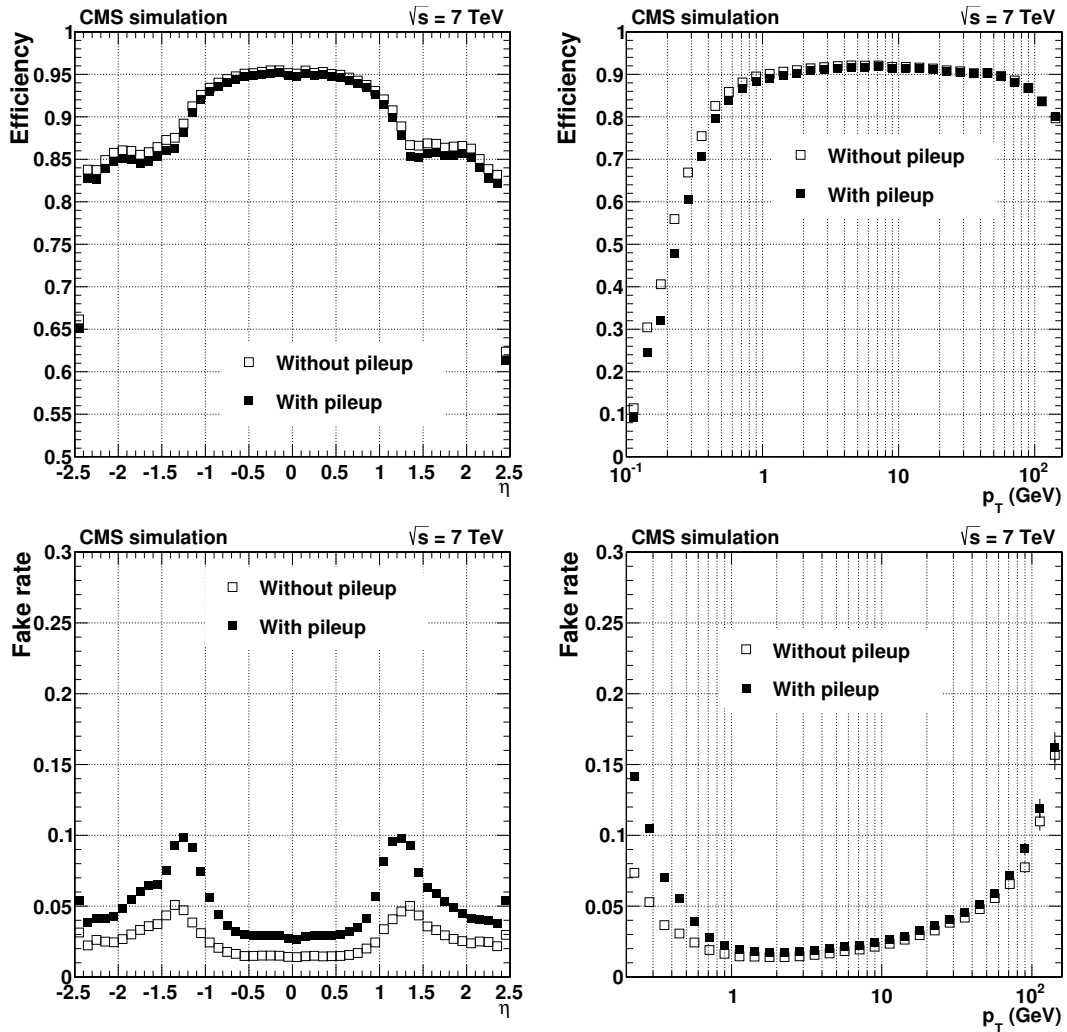 CMS simulation √s = 7 TeV
Efficiency
1
0.95
0.9
0.85
0.8
0.75
0.7
0.65
0.6
0.55
0.5
Without pileup
With pileup
-2.5 -2 -1.5 -1 -0.5 0 0.5 1 1.5 2 2.5
η
CMS simulation √s = 7 TeV
Efficiency
1
0.9
0.8
0.7
0.6
0.5
0.4
0.3
0.2
0.1
0
Without pileup
With pileup
10⁻¹ 1 10 10²
p_T (GeV)
CMS simulation √s = 7 TeV
Fake rate
0.3
0.25
0.2
0.15
0.1
0.05
0
Without pileup
With pileup
-2.5 -2 -1.5 -1 -0.5 0 0.5 1 1.5 2 2.5
η
CMS simulation √s = 7 TeV
Fake rate
0.3
0.25
0.2
0.15
0.1
0.05
0
Without pileup
With pileup
1 10 10²
p_T (GeV)